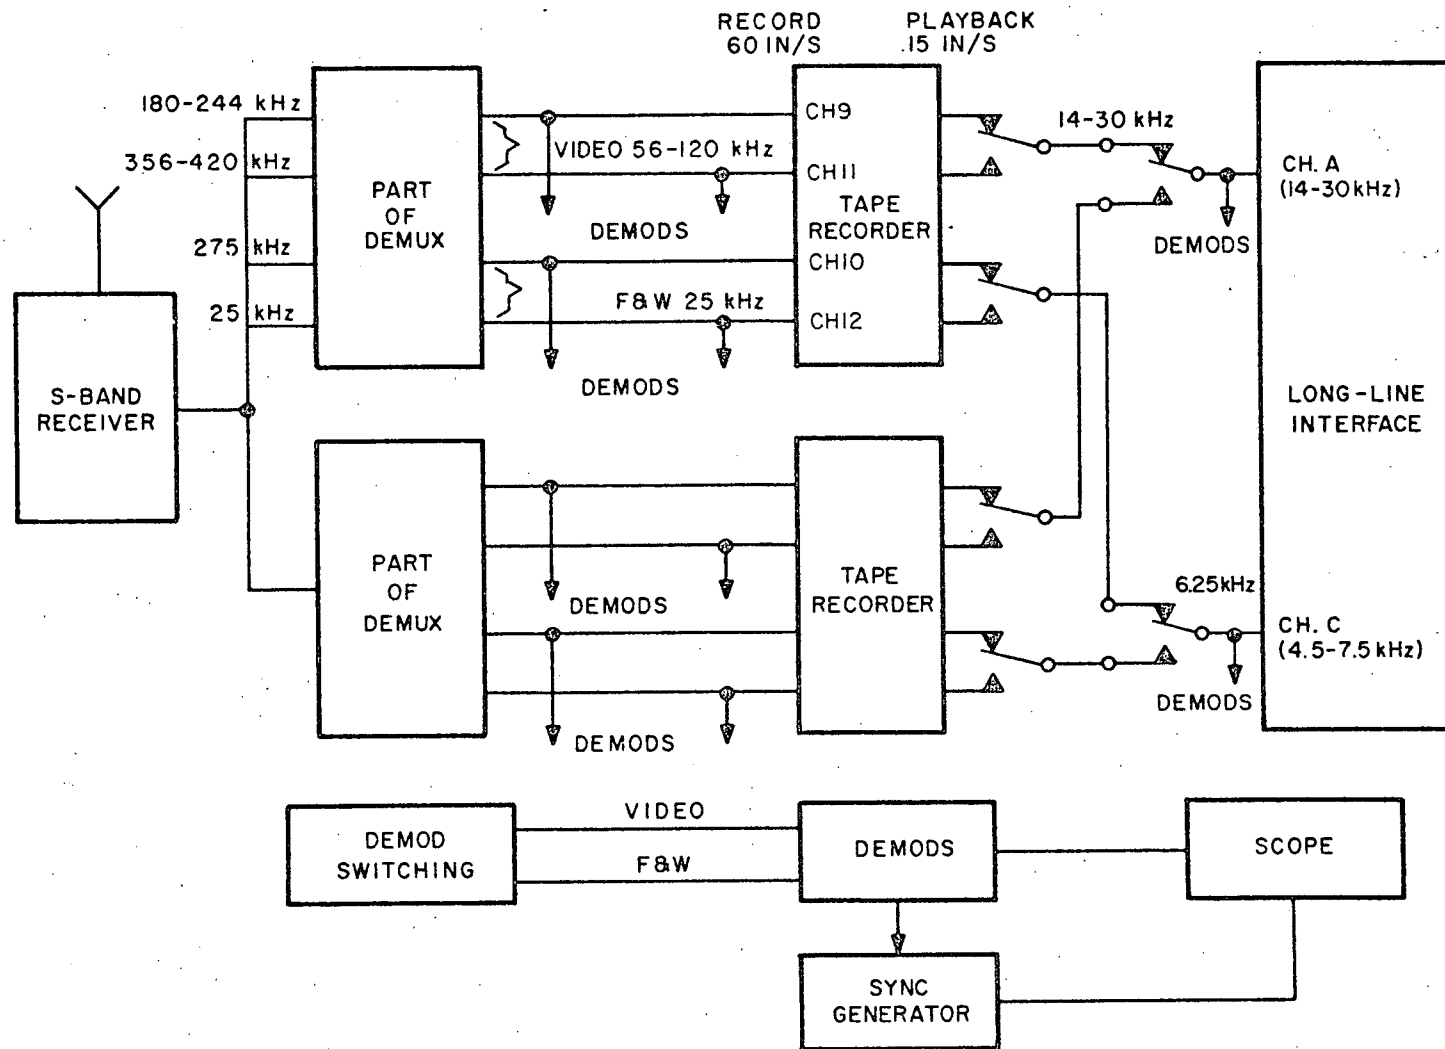 RECORD
60 IN/S
PLAYBACK
.15 IN/S
180-244 kHz
356-420 kHz
275 kHz
25 kHz
PART
OF
DEMUX
VIDEO 56-120 kHz
DEMODS
F&W 25 kHz
DEMODS
CH9
CH11
TAPE
RECORDER
CH10
CH12
14-30 kHz
DEMODS
CH. A
(14-30kHz)
S-BAND
RECEIVER
LONG-LINE
INTERFACE
PART
OF
DEMUX
DEMODS
DEMODS
TAPE
RECORDER
6.25kHz
CH. C
(4.5-7.5 kHz)
DEMODS
DEMOD
SWITCHING
VIDEO
F&W
DEMODS
SCOPE
SYNC
GENERATOR